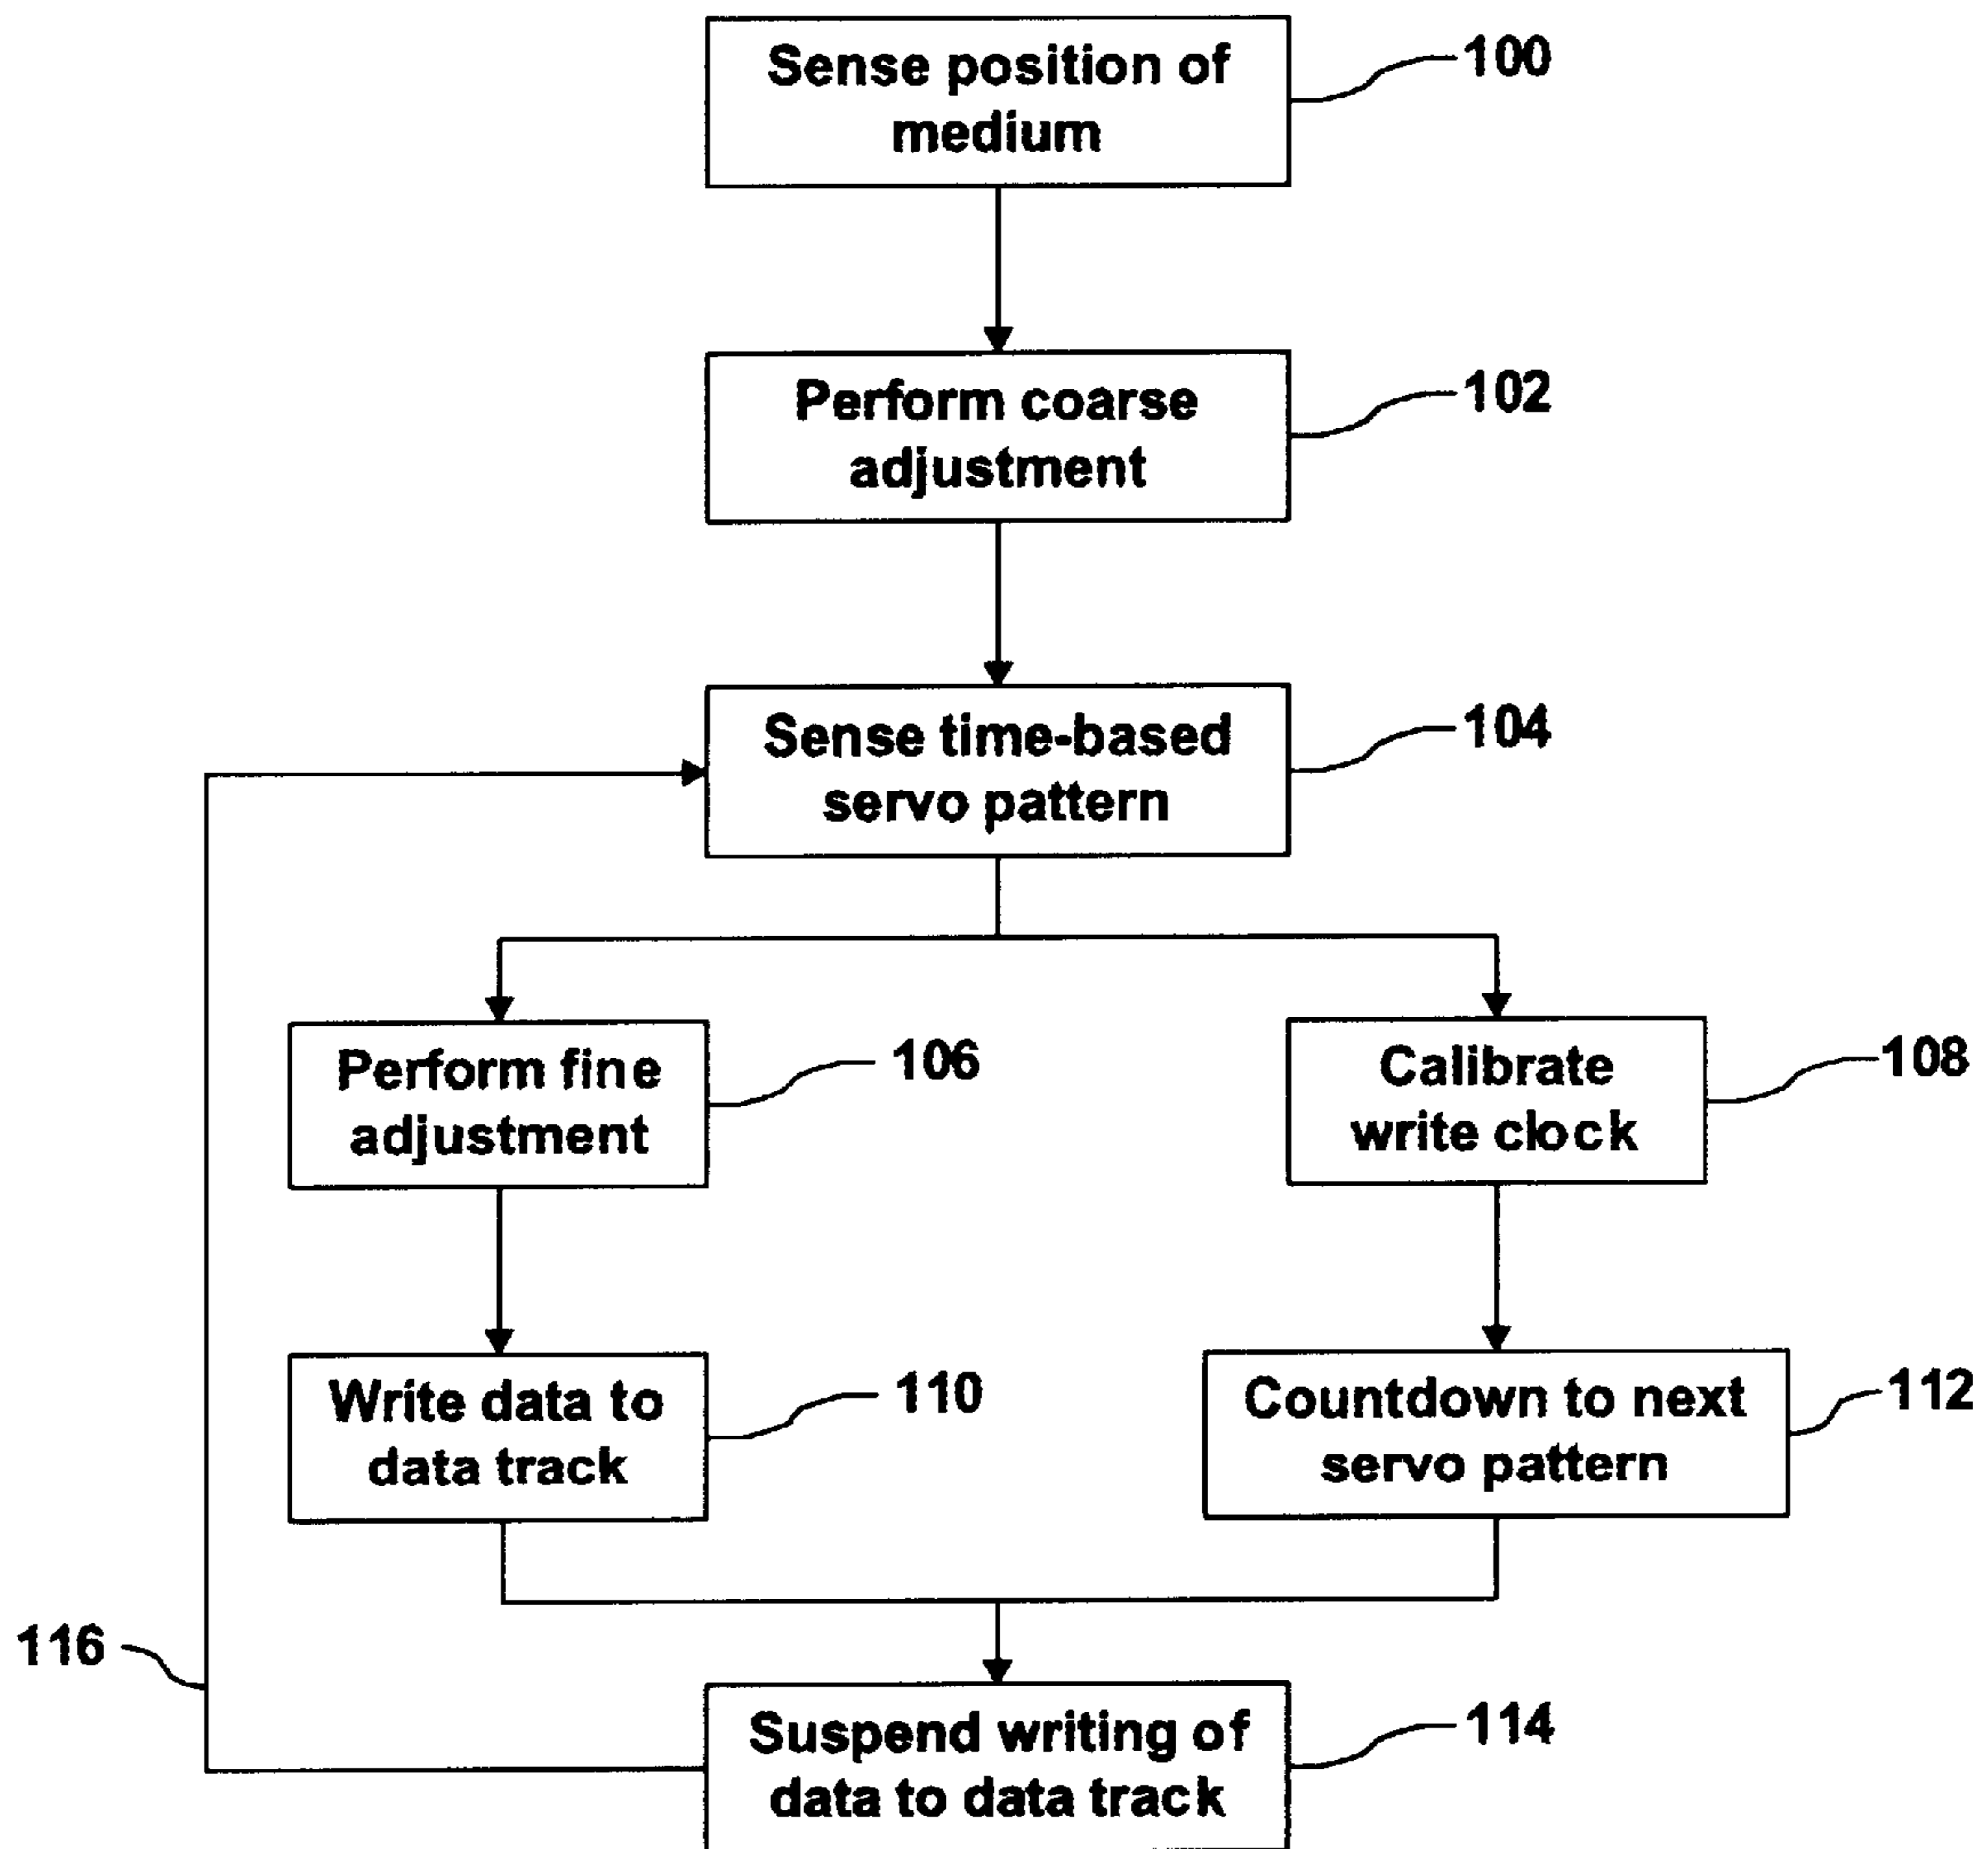 Sense position of
medium
100
Perform coarse
adjustment
102
Sense time-based
servo pattern
104
Perform fine
adjustment
106
Calibrate
write clock
108
Write data to
data track
110
Countdown to next
servo pattern
112
116
Suspend writing of
data to data track
114